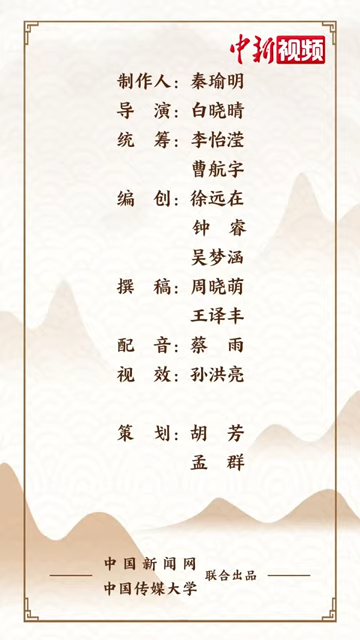 中新视频
制作人：秦瑜明
导　演：白晓晴
统　筹：李怡滢
曹航宇
编　创：徐远在
钟　睿
吴梦涵
撰　稿：周晓萌
王译丰
配　音：蔡　雨
视　效：孙洪亮
策　划：胡　芳
孟　群
中国新闻网
中国传媒大学
联合出品